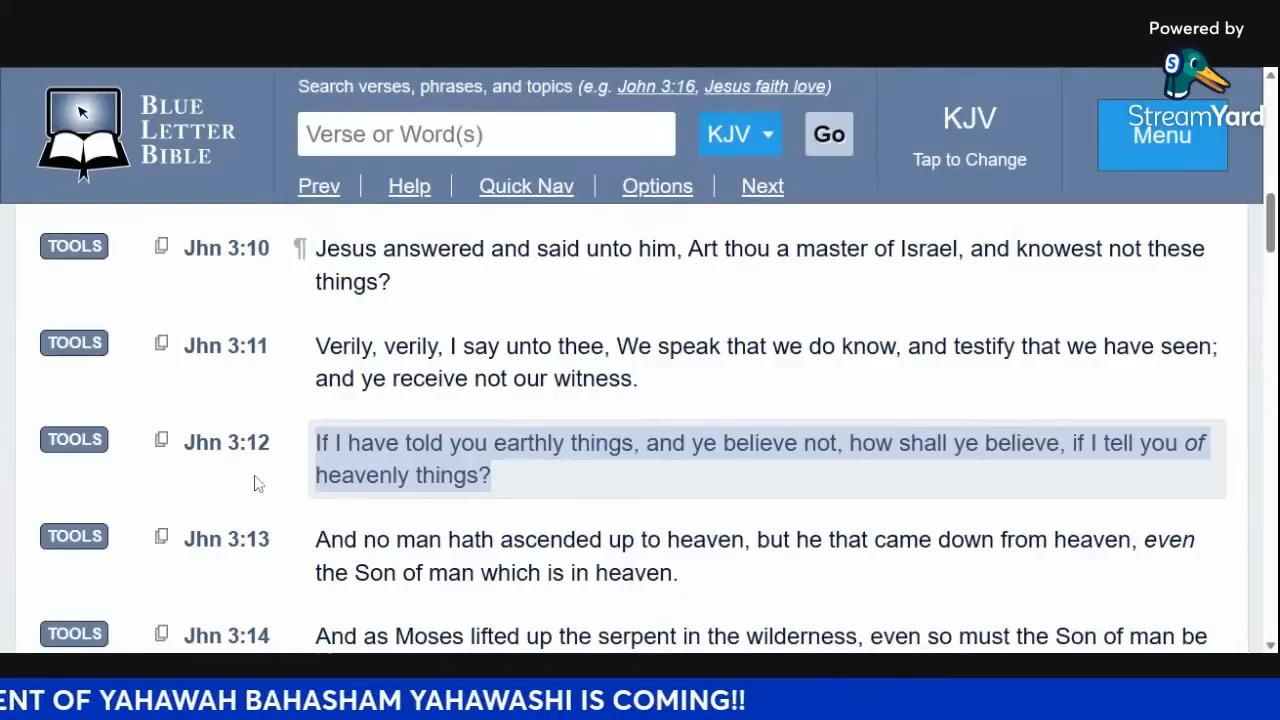 Powered by
StreamYard
BLUE
LETTER
BIBLE
Search verses, phrases, and topics (e.g. John 3:16, Jesus faith love)
Verse or Word(s)
KJV
Go
KJV
Tap to Change
Menu
Prev
Help
Quick Nav
Options
Next
TOOLS Jhn 3:10 ¶ Jesus answered and said unto him, Art thou a master of Israel, and knowest not these
things?
TOOLS Jhn 3:11 Verily, verily, I say unto thee, We speak that we do know, and testify that we have seen;
and ye receive not our witness.
TOOLS Jhn 3:12 If I have told you earthly things, and ye believe not, how shall ye believe, if I tell you of
heavenly things?
TOOLS Jhn 3:13 And no man hath ascended up to heaven, but he that came down from heaven, even
the Son of man which is in heaven.
TOOLS Jhn 3:14 And as Moses lifted up the serpent in the wilderness, even so must the Son of man be
ENT OF YAHAWAH BAHASHAM YAHAWASHI IS COMING!!